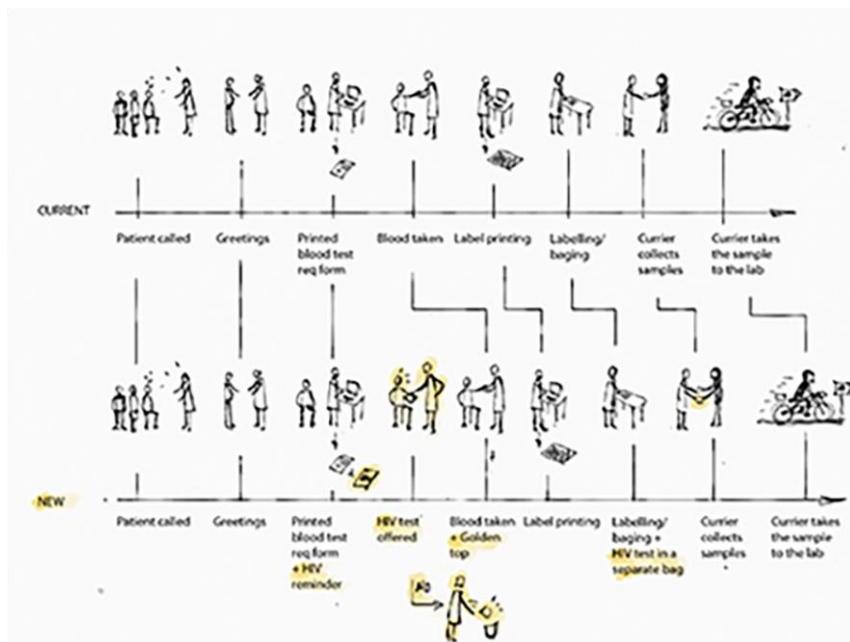 CURRENT
Patient called
Greetings
Printed
blood test
req form
Blood taken
Label printing
Labelling/
baging
Currier
collects
samples
Currier takes
the sample
to the lab
NEW
Patient called
Greetings
Printed
blood test
req form
+ HIV
reminder
HIV test
offered
Blood taken
+ Golden
top
Label printing
Labelling/
baging +
HIV test in a
separate bag
Currier
collects
samples
Currier takes
the sample
to the lab
NO